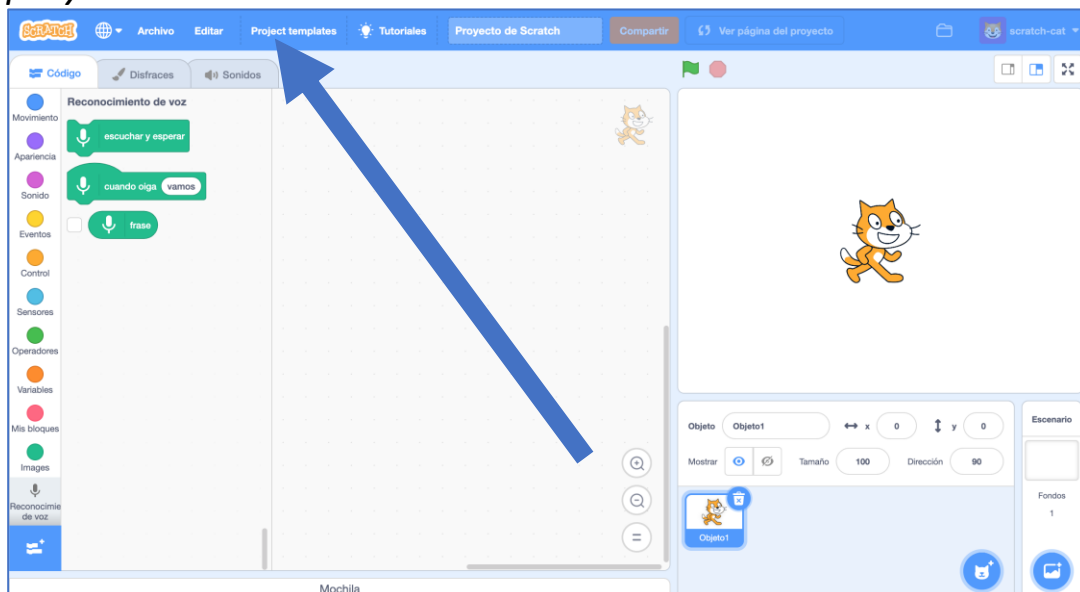 SCRATCH Archivo Editar Project templates Tutoriales Proyecto de Scratch Compartir Ver página del proyecto scratch-cat
Código Disfraces Sonidos
Movimiento
Apariencia
Sonido
Eventos
Control
Sensores
Operadores
Variables
Mis bloques
Images
Reconocimie
de voz
Reconocimiento de voz
escuchar y esperar
cuando oiga vamos
frase
Objeto Objeto1 x 0 y 0
Mostrar Tamaño 100 Dirección 90
Objeto1
Escenario
Fondos
1
Mochila